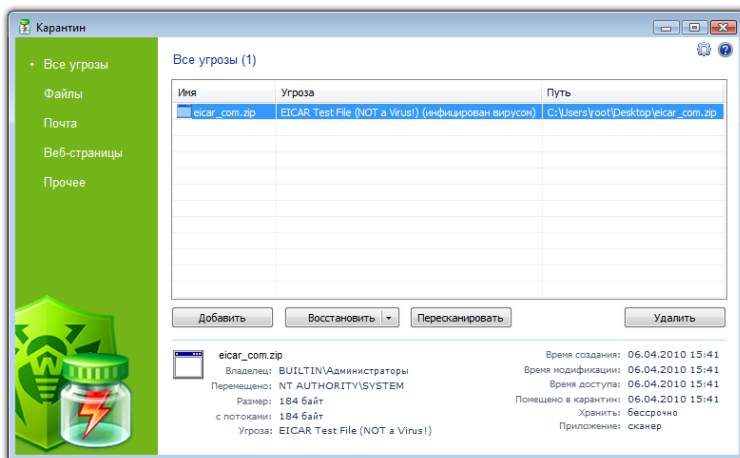 Карантин
Все угрозы
Файлы
Почта
Веб-страницы
Прочее
Все угрозы (1)
Имя Угроза Путь
eicar_com.zip EICAR Test File (NOT a Virus!) (инфицирован вирусом) C:\Users\root\Desktop\eicar_com.zip
Добавить Восстановить Пересканировать Удалить
eicar_com.zip
Владелец: BUILTIN\Администраторы
Перемещено: NT AUTHORITY\SYSTEM
Размер: 184 байт
с потоками: 184 байт
Угроза: EICAR Test File (NOT a Virus!)
Время создания: 06.04.2010 15:41
Время модификации: 06.04.2010 15:41
Время доступа: 06.04.2010 15:41
Помещено в карантин: 06.04.2010 15:41
Хранить: бессрочно
Приложение: сканер